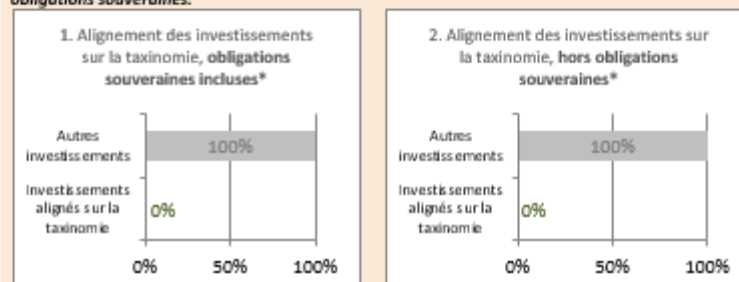 obligations souveraines.
1. Alignement des investissements
sur la taxinomie, obligations
souveraines incluses*
Autres
investissements
100%
Investissements
alignés sur la
taxinomie
0%
0% 50% 100%
2. Alignement des investissements sur
la taxinomie, hors obligations
souveraines*
Autres
investissements
100%
Investissements
alignés sur la
taxinomie
0%
0% 50% 100%